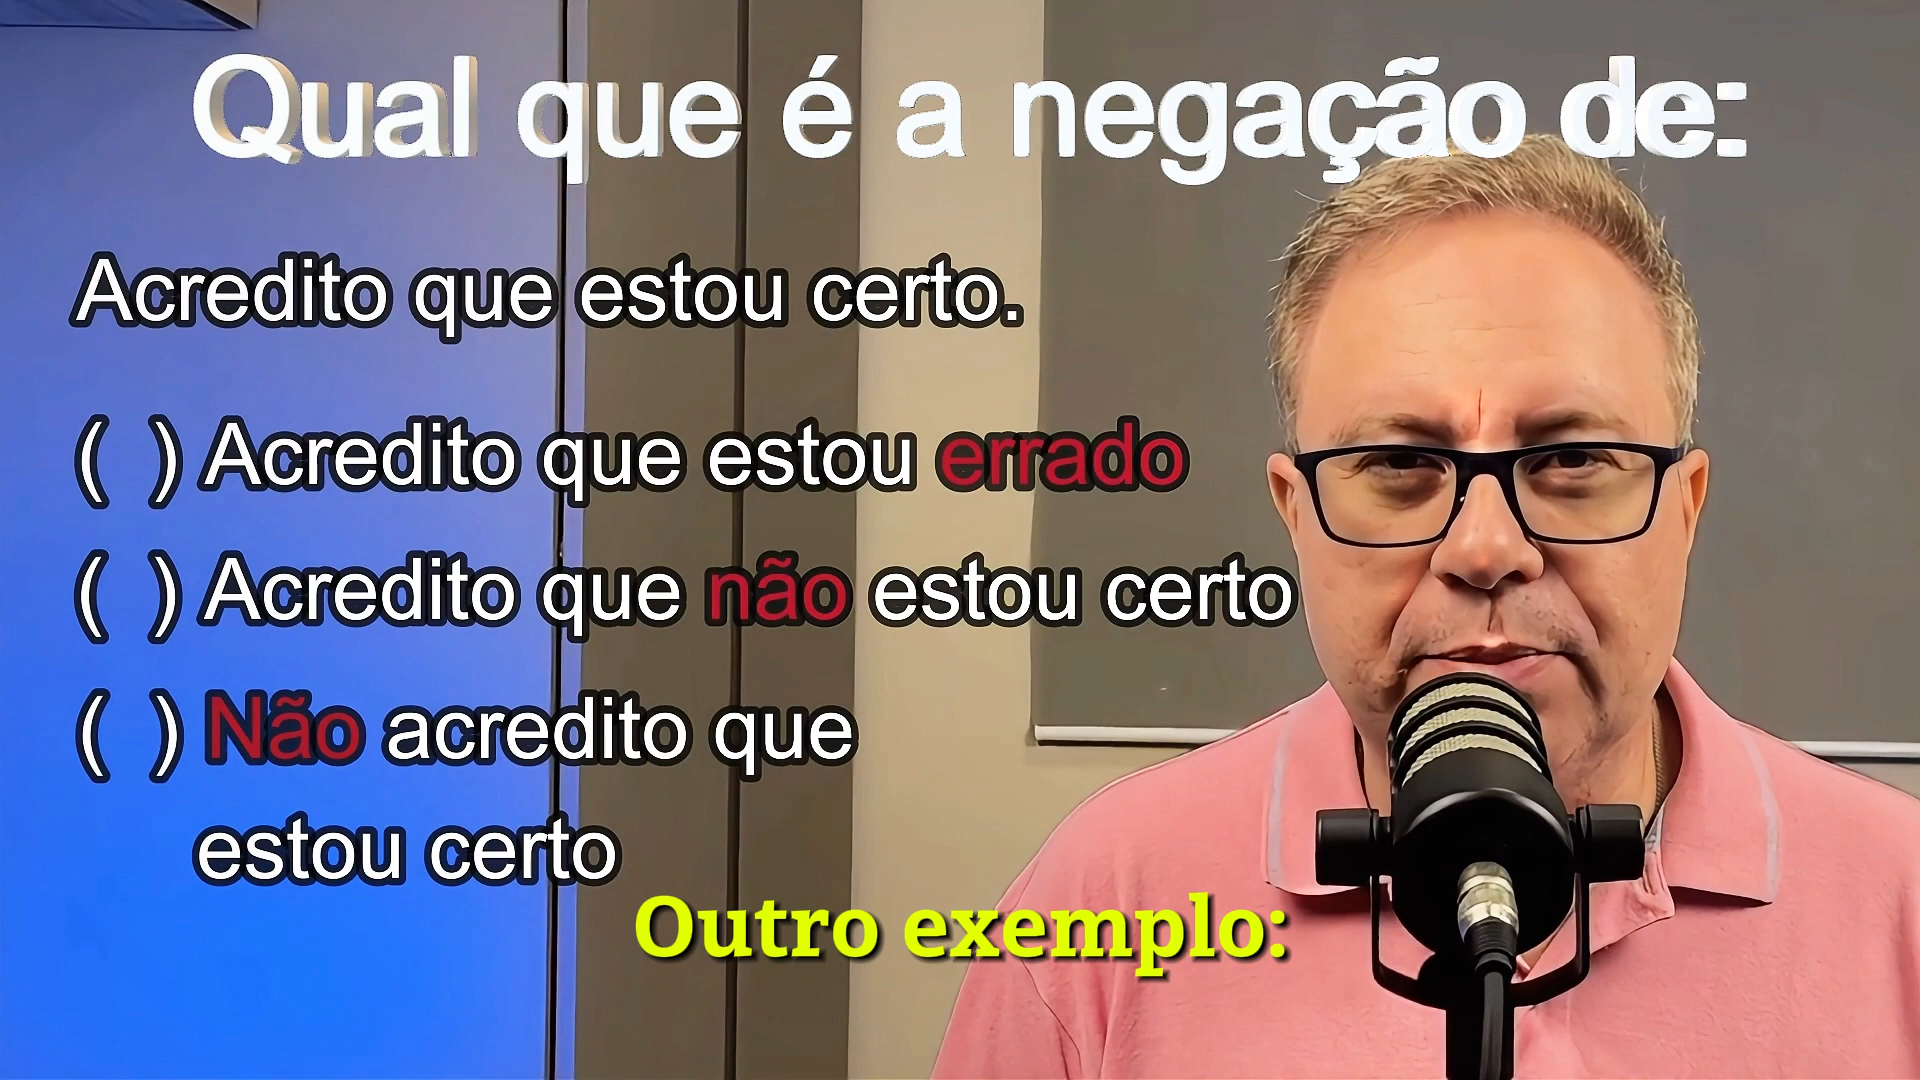 Qual que é a negação de:
Acredito que estou certo.
( ) Acredito que estou errado
( ) Acredito que não estou certo
( ) Não acredito que
estou certo
Outro exemplo: